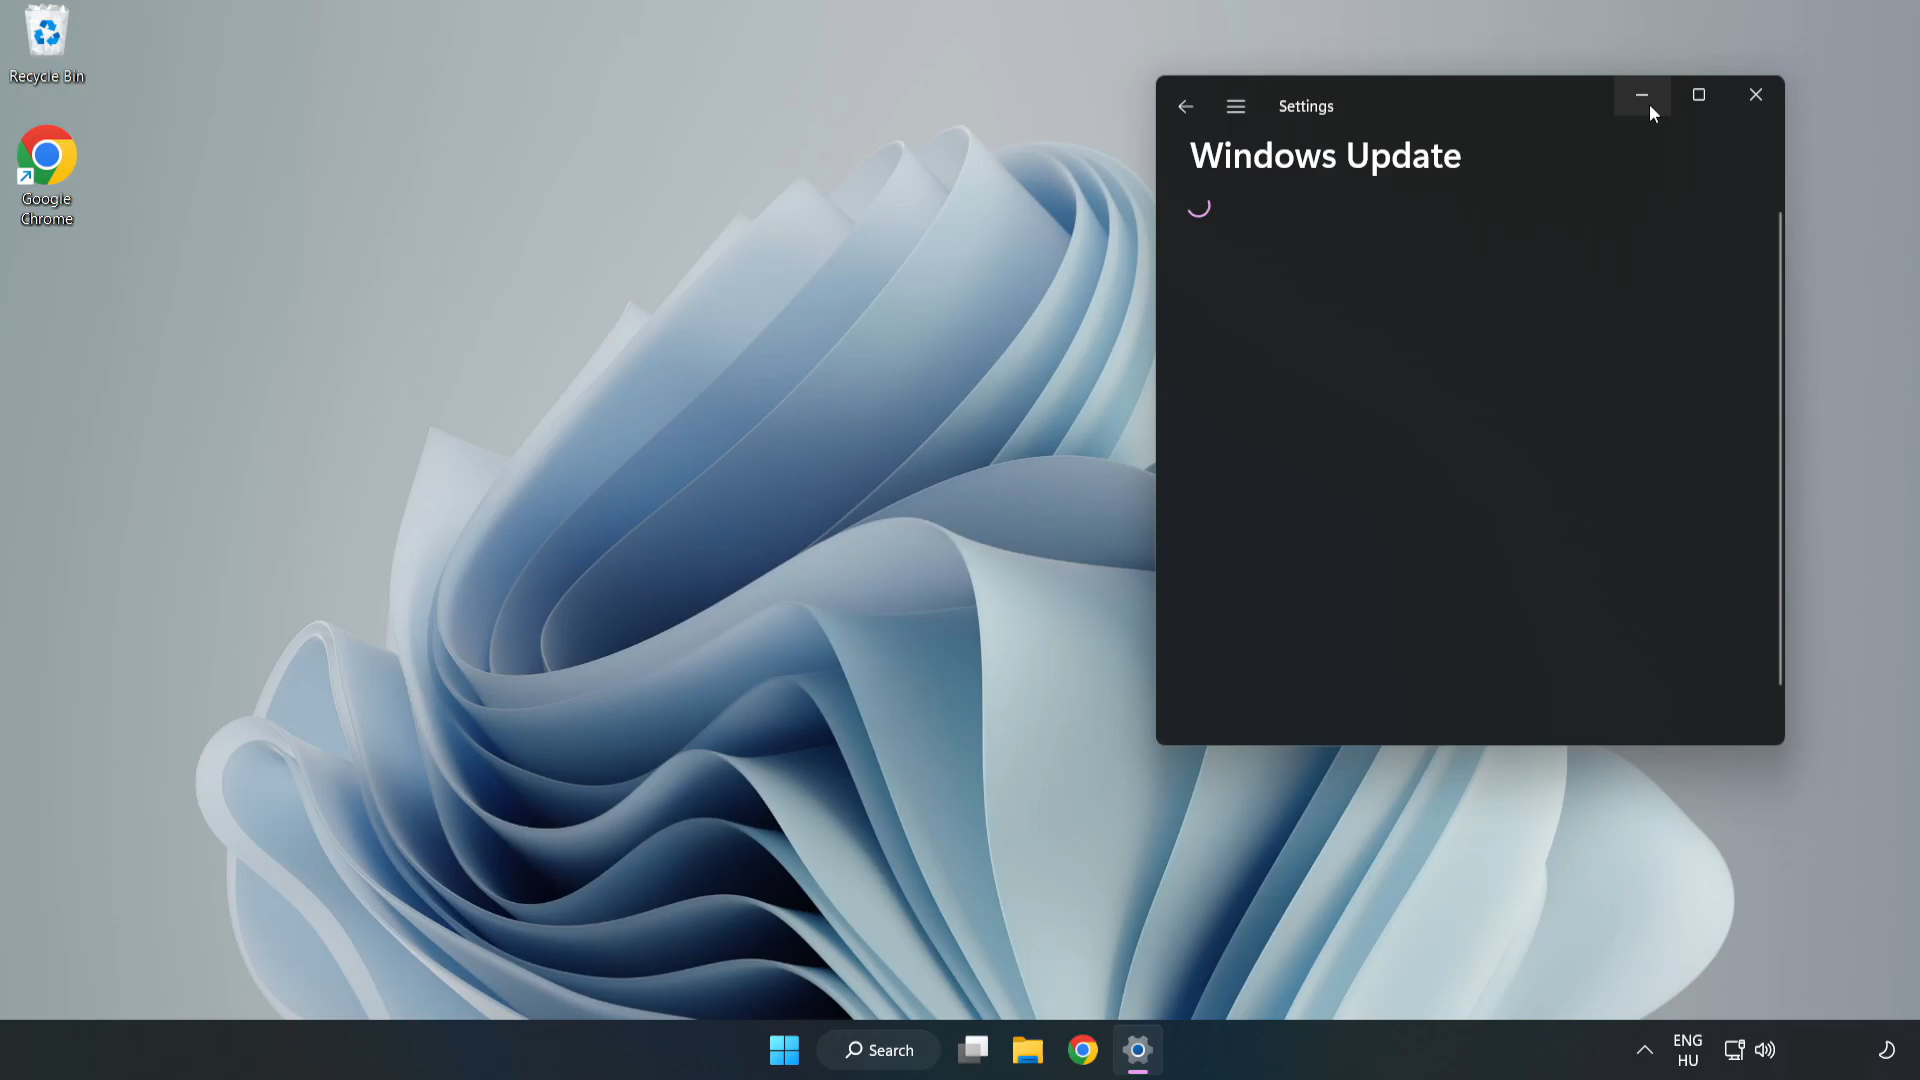 Recycle Bin
Google
Chrome
Settings
Windows Update
Search
ENG
HU